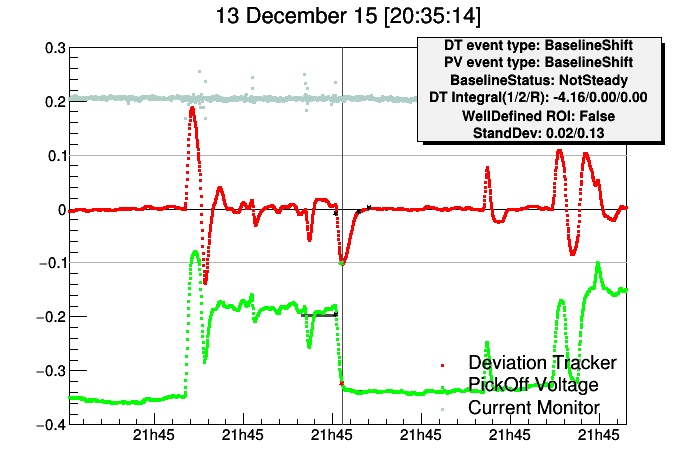 13 December 15 [20:35:14]
DT event type: BaselineShift
PV event type: BaselineShift
BaselineStatus: NotSteady
DT Integral(1/2/R): -4.16/0.00/0.00
WellDefined ROI: False
StandDev: 0.02/0.13
0.3
0.2
0.1
0
−0.1
−0.2
−0.3
−0.4
Deviation Tracker
PickOff Voltage
Current Monitor
21h45 21h45 21h45 21h45 21h45 21h45